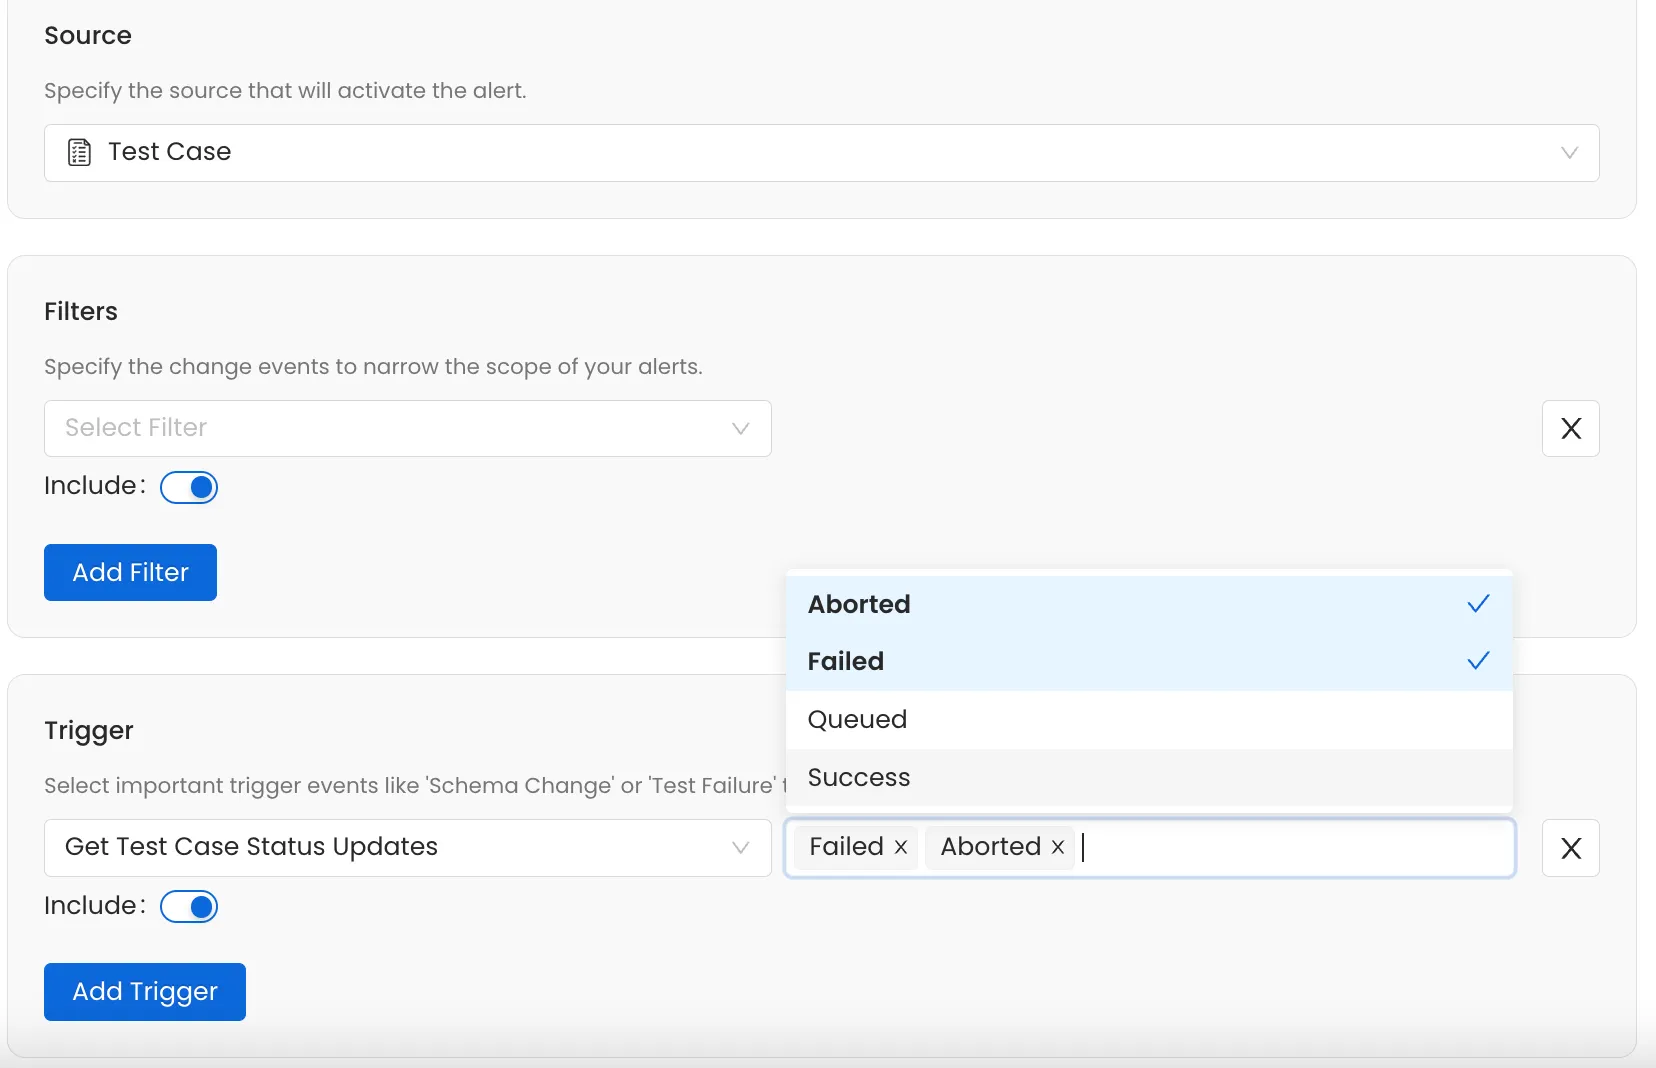 Source
Specify the source that will activate the alert.
Test Case
Filters
Specify the change events to narrow the scope of your alerts.
Select Filter
X
Include:
Add Filter
Aborted
Failed
Queued
Success
Trigger
Select important trigger events like 'Schema Change' or 'Test Failure'
Get Test Case Status Updates
Failed x Aborted x
X
Include:
Add Trigger